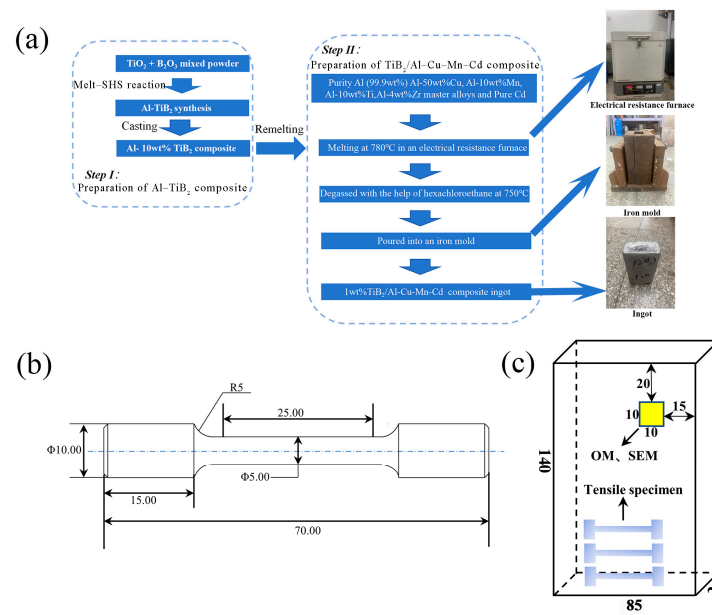 (a)
TiO2 + B2O3 mixed powder
Melt–SHS reaction
Al-TiB2 synthesis
Casting
Al- 10wt% TiB2 composite
Step I :
Preparation of Al–TiB2 composite
Remelting
Step II :
Preparation of TiB2/Al–Cu–Mn–Cd composite
Purity Al (99.9wt%) Al-50wt%Cu, Al-10wt%Mn,
Al-10wt%Ti,Al-4wt%Zr master alloys and Pure Cd
Melting at 780℃ in an electrical resistance furnace
Degassed with the help of hexachloroethane at 750℃
Poured into an iron mold
1wt%TiB2/Al-Cu-Mn-Cd composite ingot
Electrical resistance furnace
Iron mold
Ingot
(b)
R5
25.00
Φ10.00
Φ5.00
15.00
70.00
(c)
20
15
10
10
OM、SEM
140
Tensile specimen
85